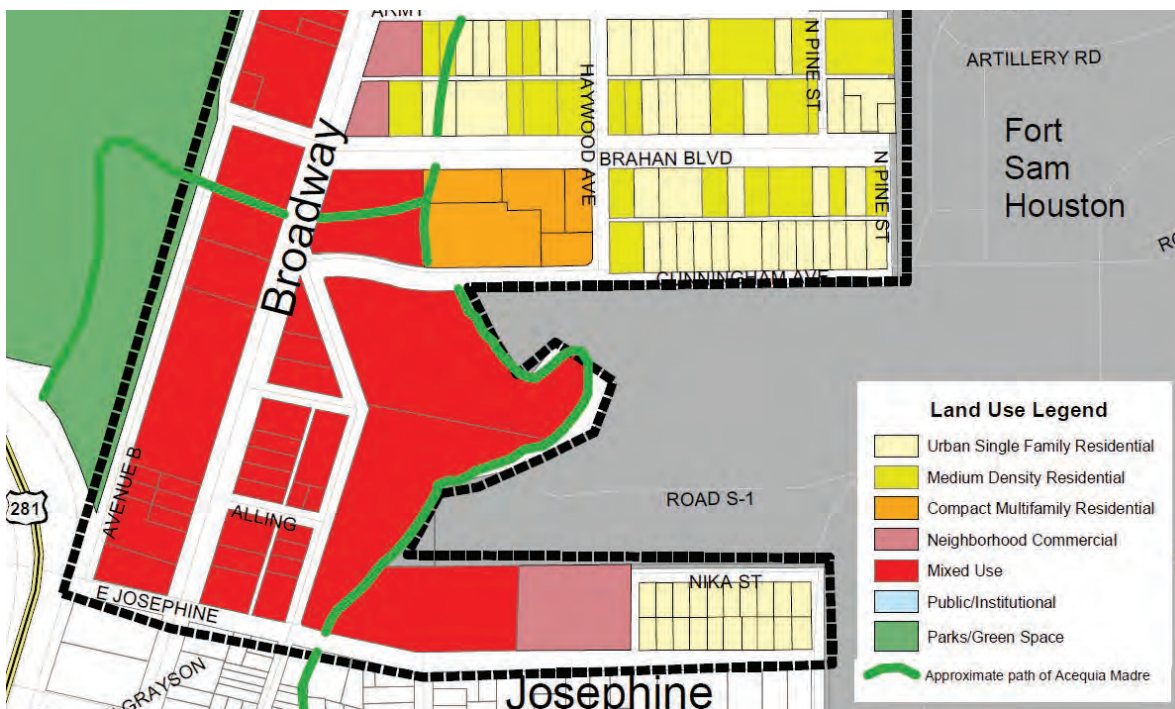 ARMY
N PINE ST
ARTILLERY RD
HAYWOOD AVE
Fort
Sam
Houston
Broadway
BRAHAN BLVD
N PINE ST
CUNNINGHAM AVE
Land Use Legend
Urban Single Family Residential
Medium Density Residential
Compact Multifamily Residential
Neighborhood Commercial
Mixed Use
Public/Institutional
Parks/Green Space
Approximate path of Acequia Madre
281
AVENUE B
ALLING
ROAD S-1
NIKA ST
E JOSEPHINE
GRAYSON
Josephine